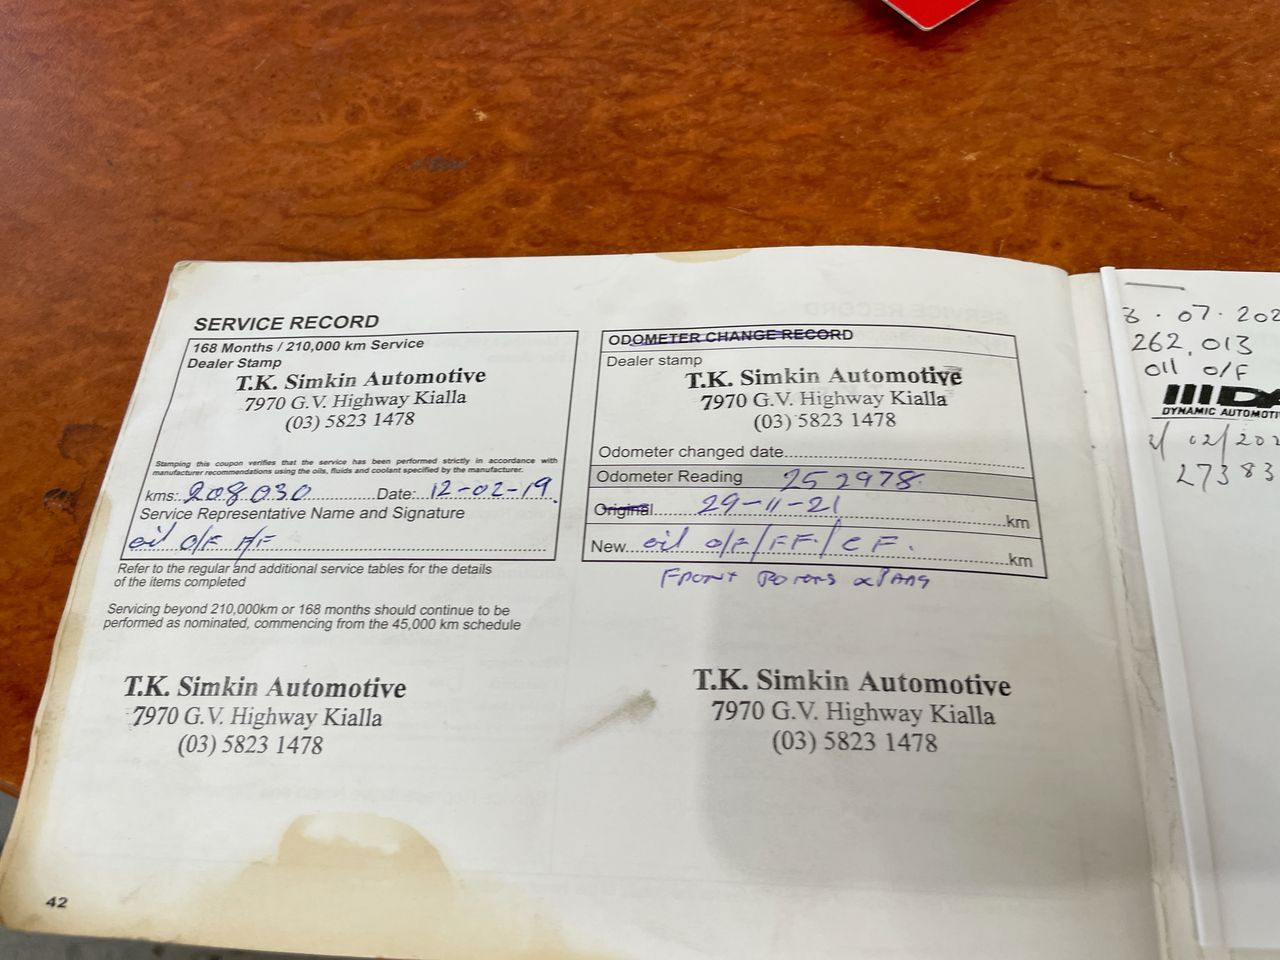 SERVICE RECORD
168 Months / 210,000 km Service
Dealer Stamp
T.K. Simkin Automotive
7970 G.V. Highway Kialla
(03) 5823 1478
Stamping this coupon verifies that the service has been performed strictly in accordance with
manufacturer recommendations using the oils, fluids and coolant specified by the manufacturer.
kms: 208030 Date: 12-02-19
Service Representative Name and Signature
oil O/F
Refer to the regular and additional service tables for the details
of the items completed
Servicing beyond 210,000km or 168 months should continue to be
performed as nominated, commencing from the 45,000 km schedule
T.K. Simkin Automotive
7970 G.V. Highway Kialla
(03) 5823 1478
42
ODOMETER CHANGE RECORD
Dealer stamp
T.K. Simkin Automotive
7970 G.V. Highway Kialla
(03) 5823 1478
Odometer changed date
Odometer Reading 252978
Original 29-11-21 km
New oil O/F/FF/CF. km
FRONT
T.K. Simkin Automotive
7970 G.V. Highway Kialla
(03) 5823 1478
07.202
262,013
OIL O/F
DYNAMIC AUTOMOTI
02/202
27383